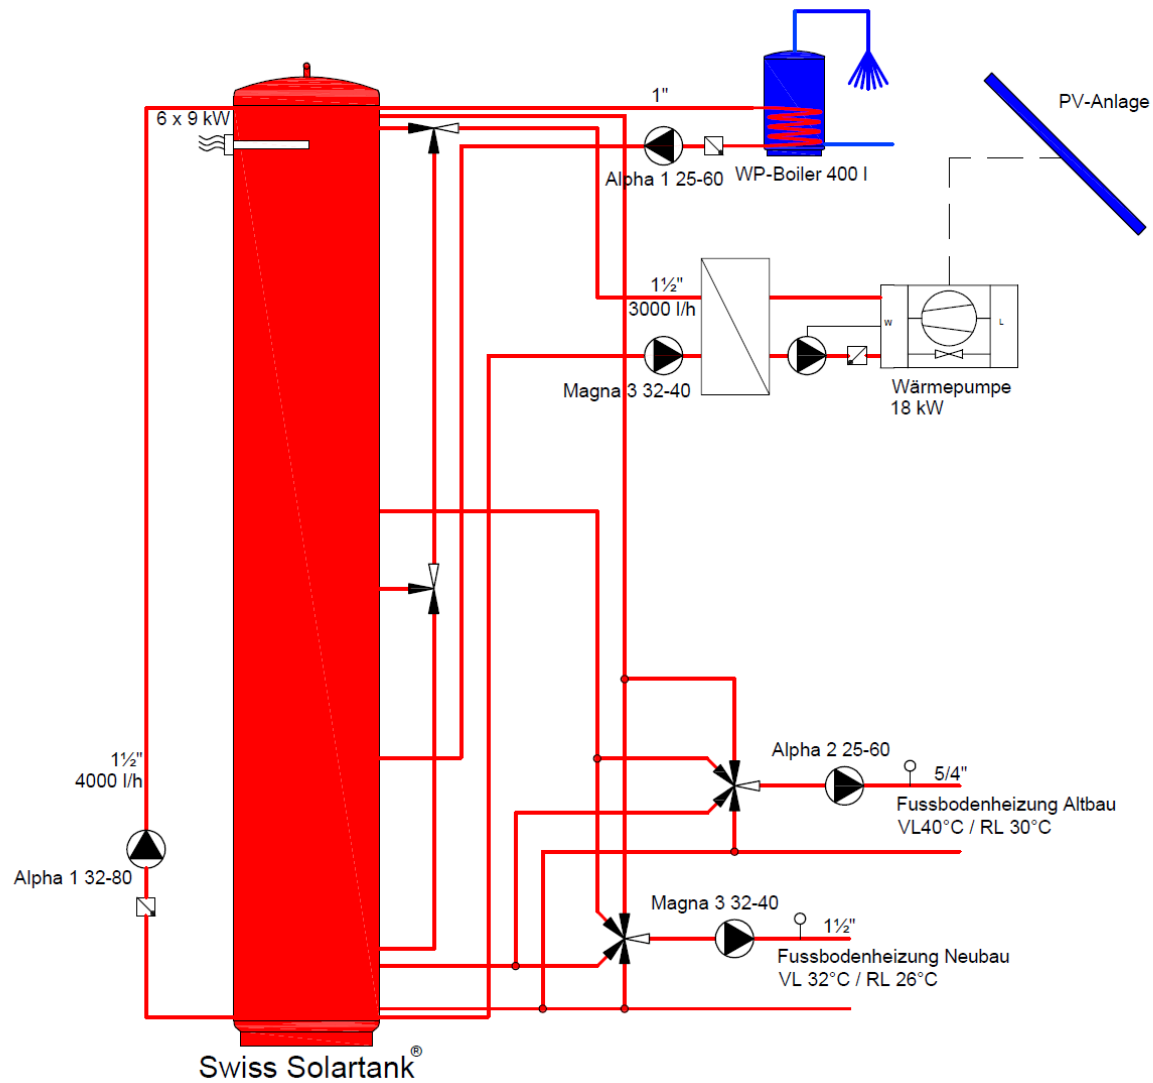 6 x 9 kW
1"
PV-Anlage
Alpha 1 25-60
WP-Boiler 400 l
1½"
3000 l/h
W
L
Magna 3 32-40
Wärmepumpe
18 kW
1½"
4000 l/h
Alpha 2 25-60
5/4"
Fussbodenheizung Altbau
VL40°C / RL 30°C
Alpha 1 32-80
Magna 3 32-40
1½"
Fussbodenheizung Neubau
VL 32°C / RL 26°C
Swiss Solartank®